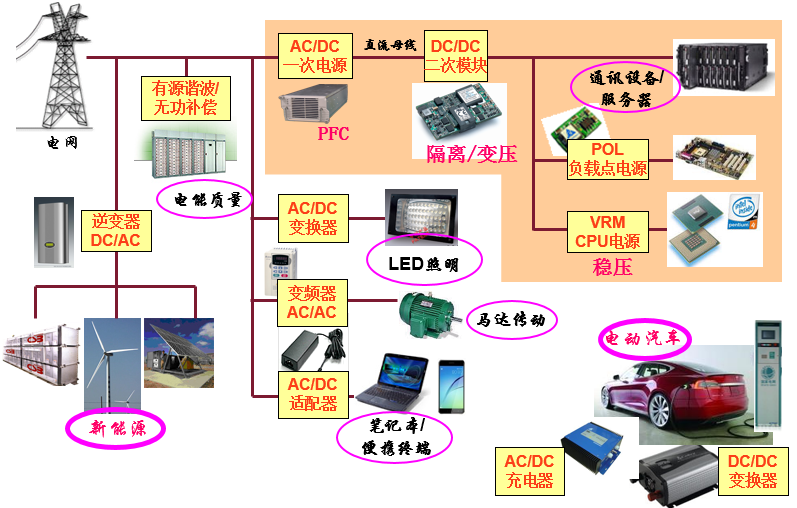 电网
有源谐波/
无功补偿
电能质量
AC/DC
一次电源
PFC
直流母线
DC/DC
二次模块
隔离/变压
通讯设备/
服务器
POL
负载点电源
VRM
CPU电源
稳压
intel
inside
pentium 4
逆变器
DC/AC
新能源
AC/DC
变换器
LED照明
变频器
AC/AC
马达传动
AC/DC
适配器
笔记本/
便携终端
电动汽车
AC/DC
充电器
DC/DC
变换器